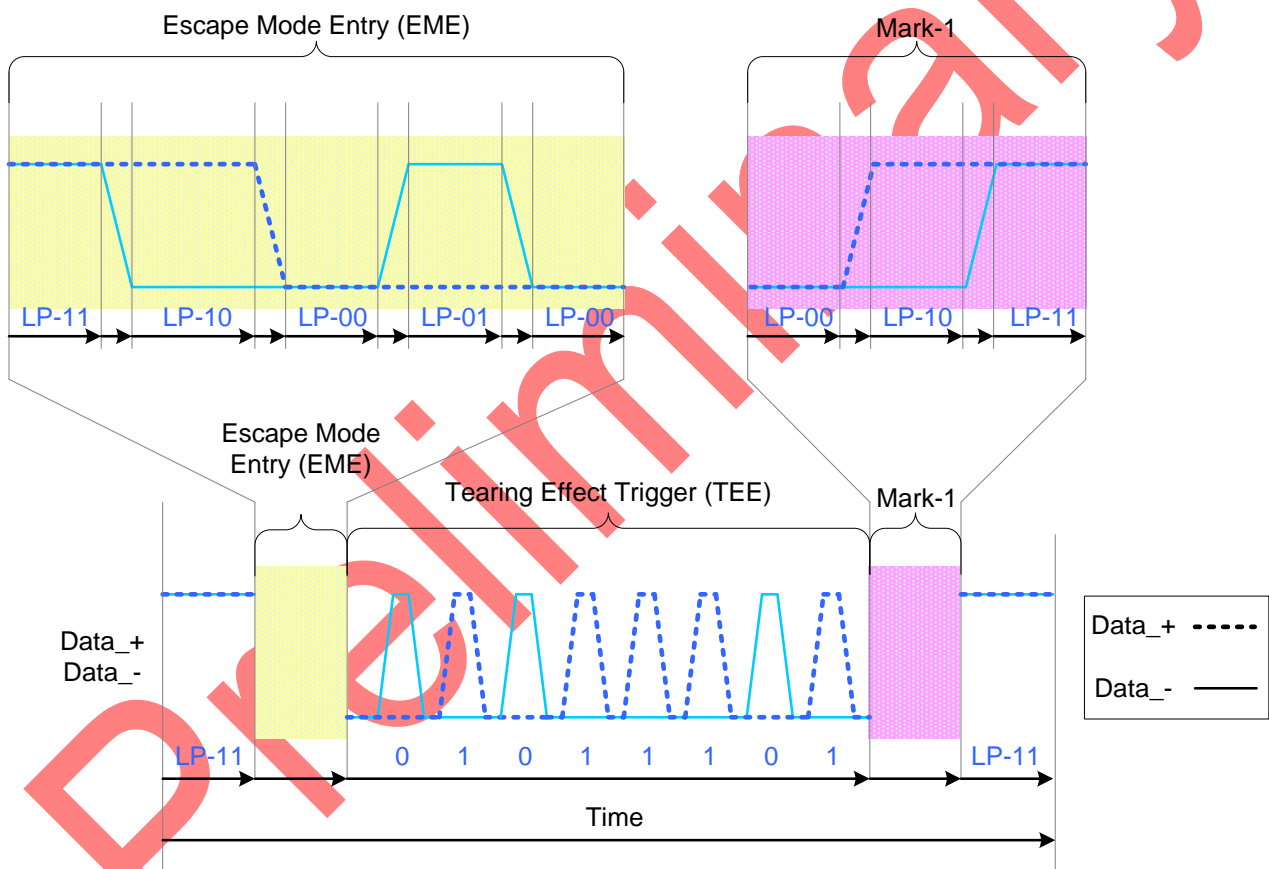 Escape Mode Entry (EME)
Mark-1
LP-11 LP-10 LP-00 LP-01 LP-00
LP-00 LP-10 LP-11
Escape Mode
Entry (EME)
Tearing Effect Trigger (TEE)
Mark-1
Data_+
Data_-
LP-11 0 1 0 1 1 1 0 1 LP-11
Time
Data_+
Data_-
Preliminary